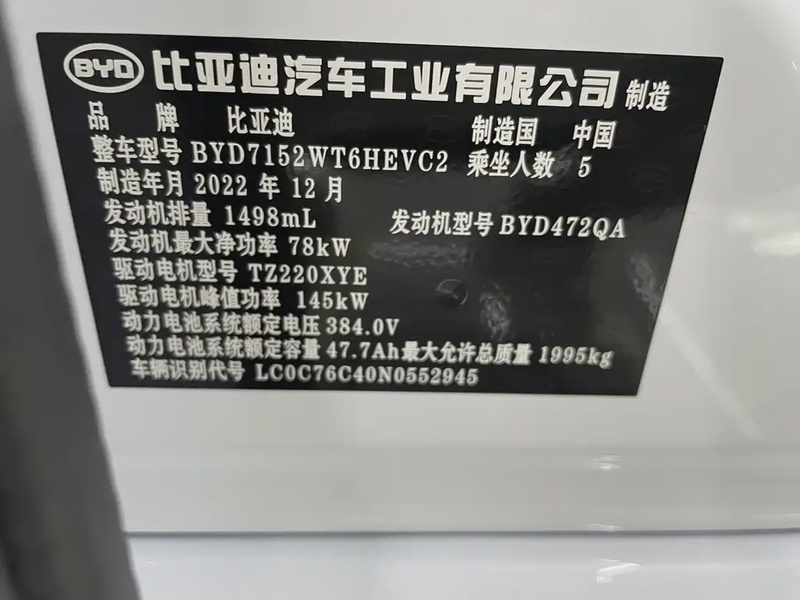 BYD 比亚迪汽车工业有限公司 制造
品 牌 比亚迪 制造国 中国
整车型号 BYD7152WT6HEVC2 乘坐人数 5
制造年月 2022 年 12 月
发动机排量 1498mL 发动机型号 BYD472QA
发动机最大净功率 78kW
驱动电机型号 TZ220XYE
驱动电机峰值功率 145kW
动力电池系统额定电压 384.0V
动力电池系统额定容量 47.7Ah 最大允许总质量 1995kg
车辆识别代号 LC0C76C40N0552945